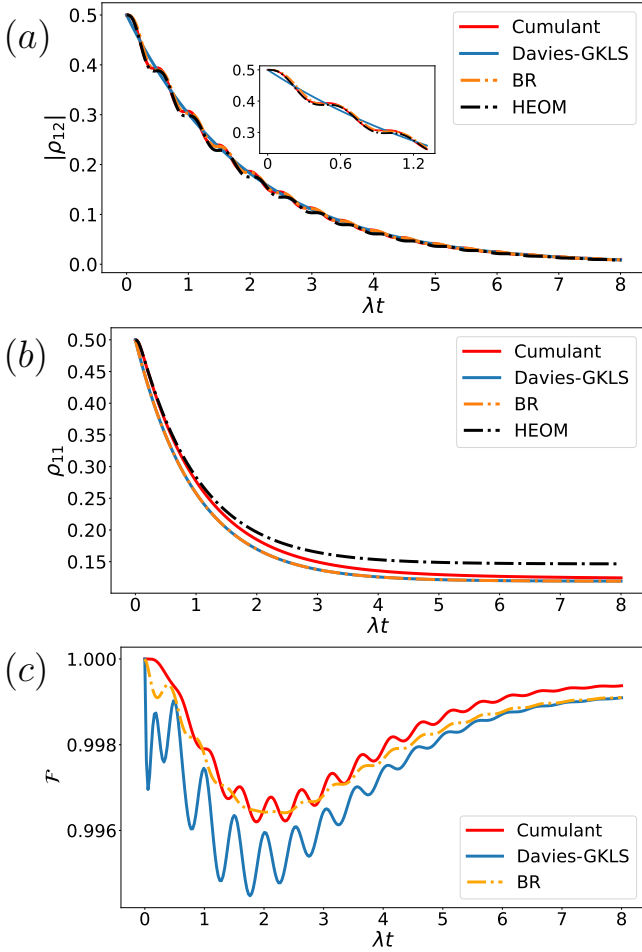 (a)
|ρ12|
0.5
0.4
0.3
0.2
0.1
0.0
0 1 2 3 4 5 6 7 8
λt
Cumulant
Davies-GKLS
BR
HEOM
0.5
0.4
0.3
0 0.6 1.2
(b)
ρ11
0.50
0.45
0.40
0.35
0.30
0.25
0.20
0.15
0 1 2 3 4 5 6 7 8
λt
Cumulant
Davies-GKLS
BR
HEOM
(c)
ℱ
1.000
0.998
0.996
0 1 2 3 4 5 6 7 8
λt
Cumulant
Davies-GKLS
BR